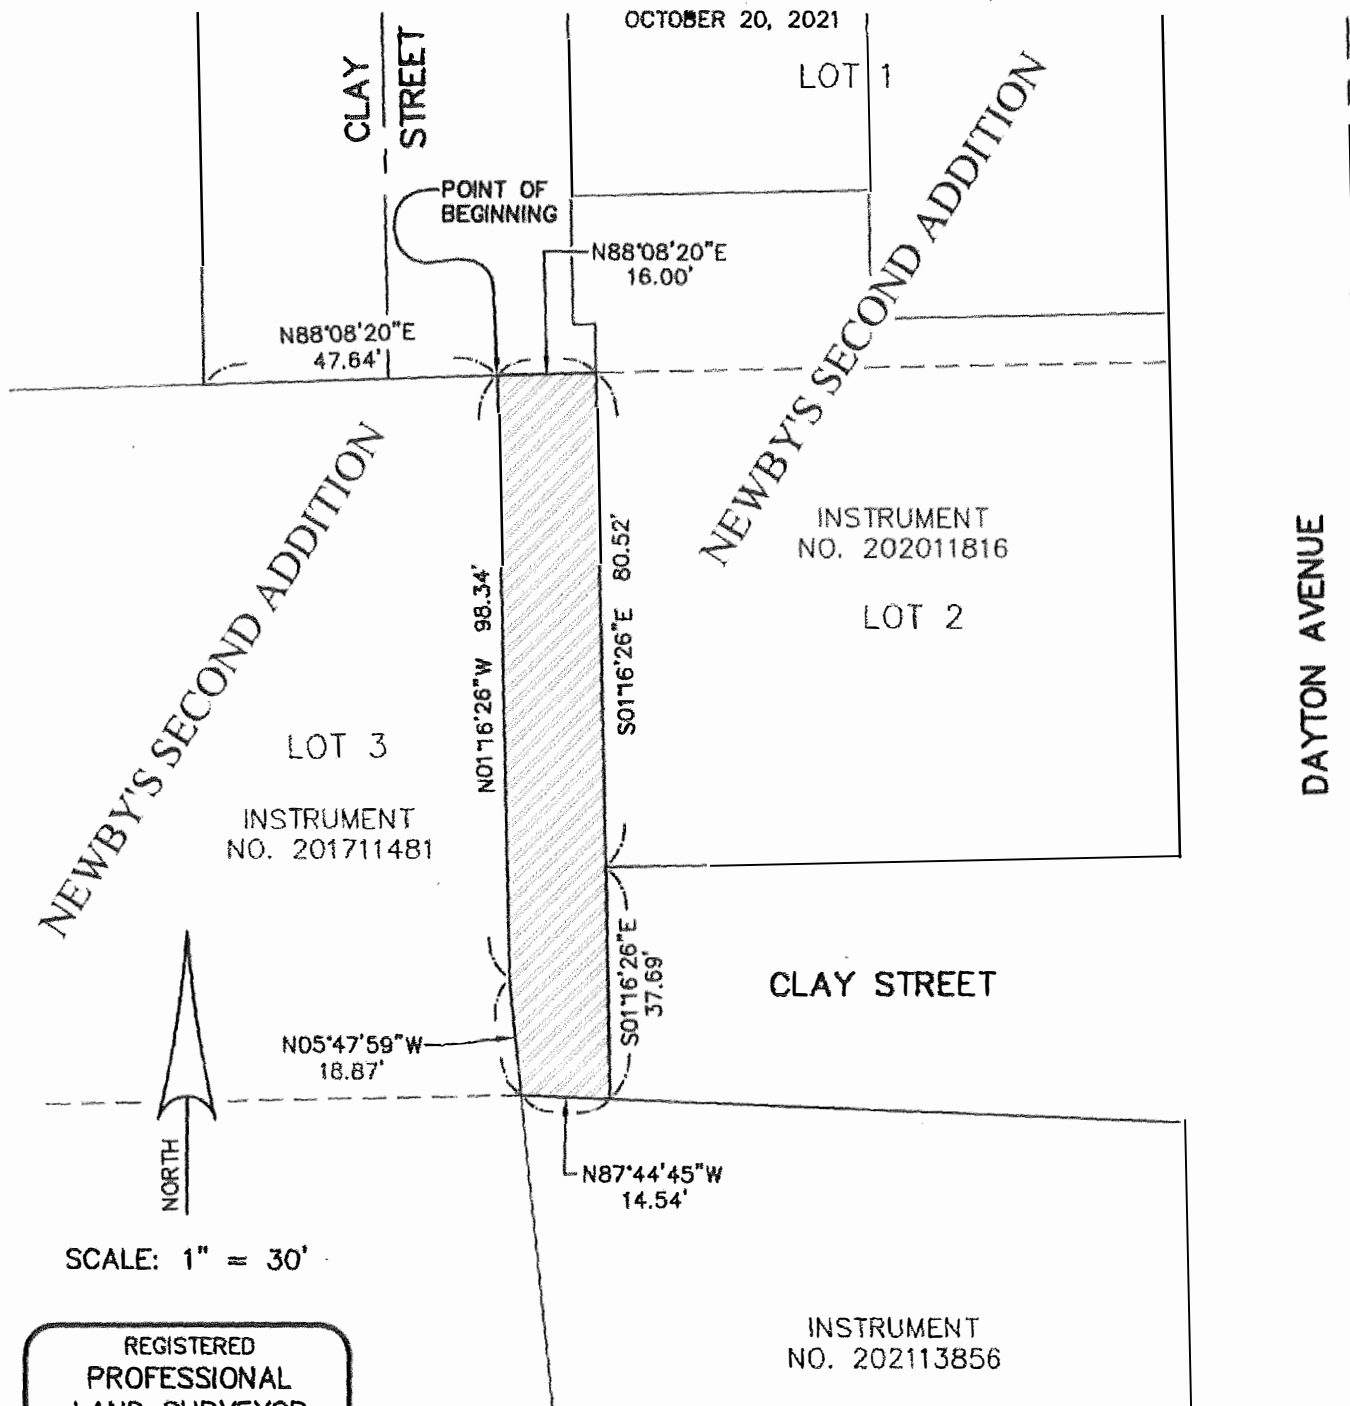 OCTOBER 20, 2021
LOT 1
CLAY
STREET
NEWBY'S SECOND ADDITION
POINT OF
BEGINNING
N88°08'20"E
16.00'
N88°08'20"E
47.64'
INSTRUMENT
NO. 202011816
LOT 2
DAYTON AVENUE
NEWBY'S SECOND ADDITION
N01°16'26"W 98.34'
S01°16'26"E 80.52'
LOT 3
INSTRUMENT
NO. 201711481
S01°16'26"E
37.69'
CLAY STREET
N05°47'59"W
18.87'
NORTH
N87°44'45"W
14.54'
SCALE: 1" = 30'
INSTRUMENT
NO. 202113856
REGISTERED
PROFESSIONAL
LAND SURVEYOR